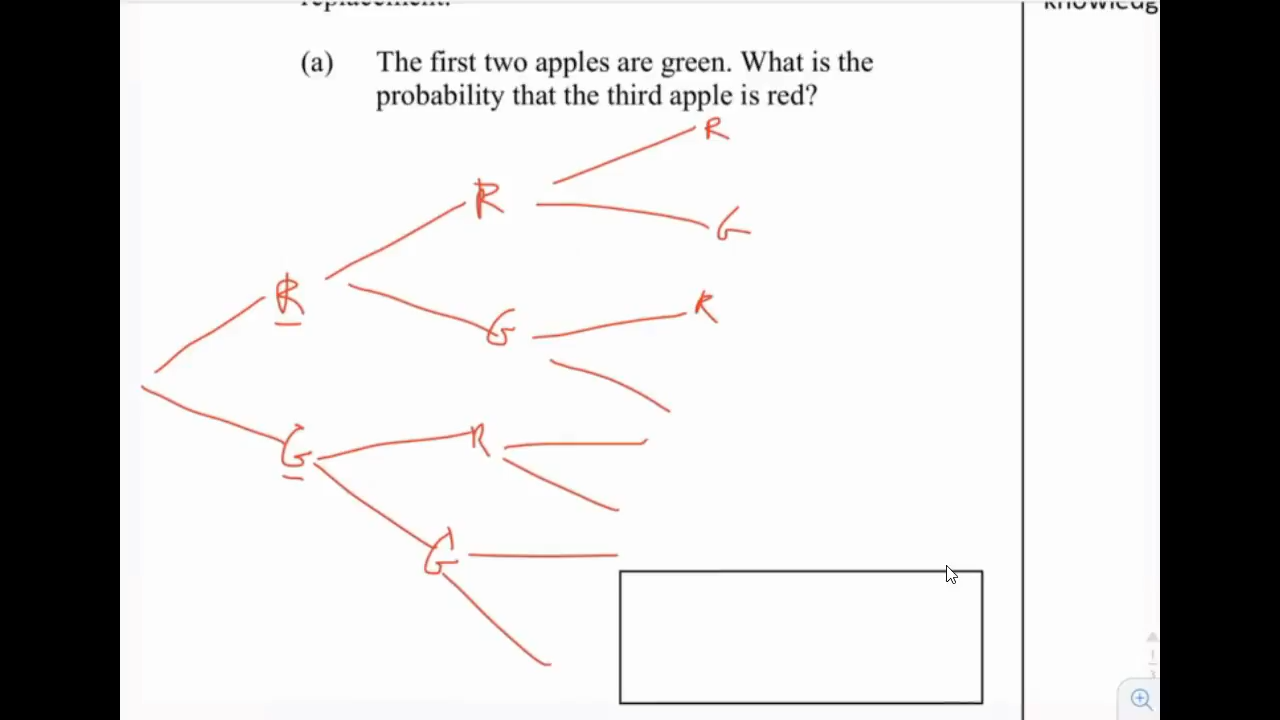 (a) The first two apples are green. What is the
probability that the third apple is red?
R
R
G
R
R
G
G
R
G